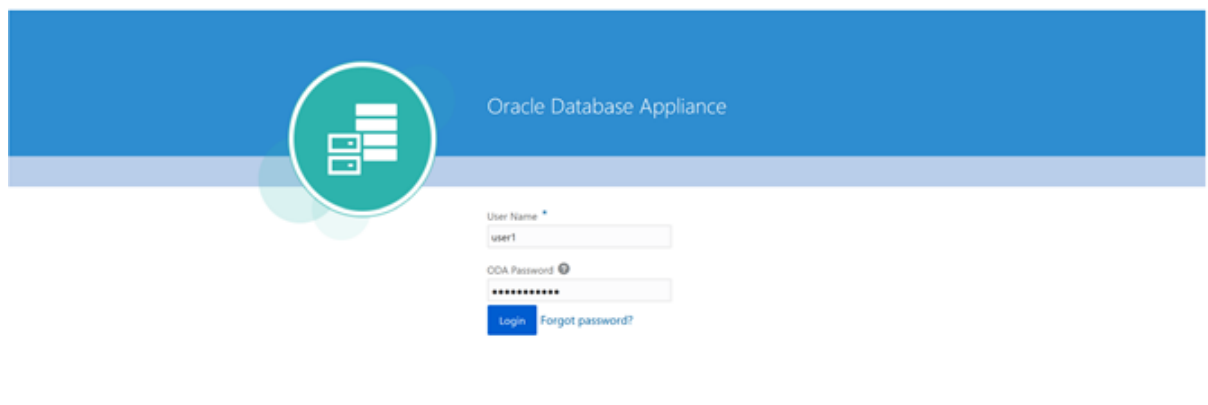 Oracle Database Appliance
User Name *
user1
ODA Password ?
•••••••••••
Login Forgot password?